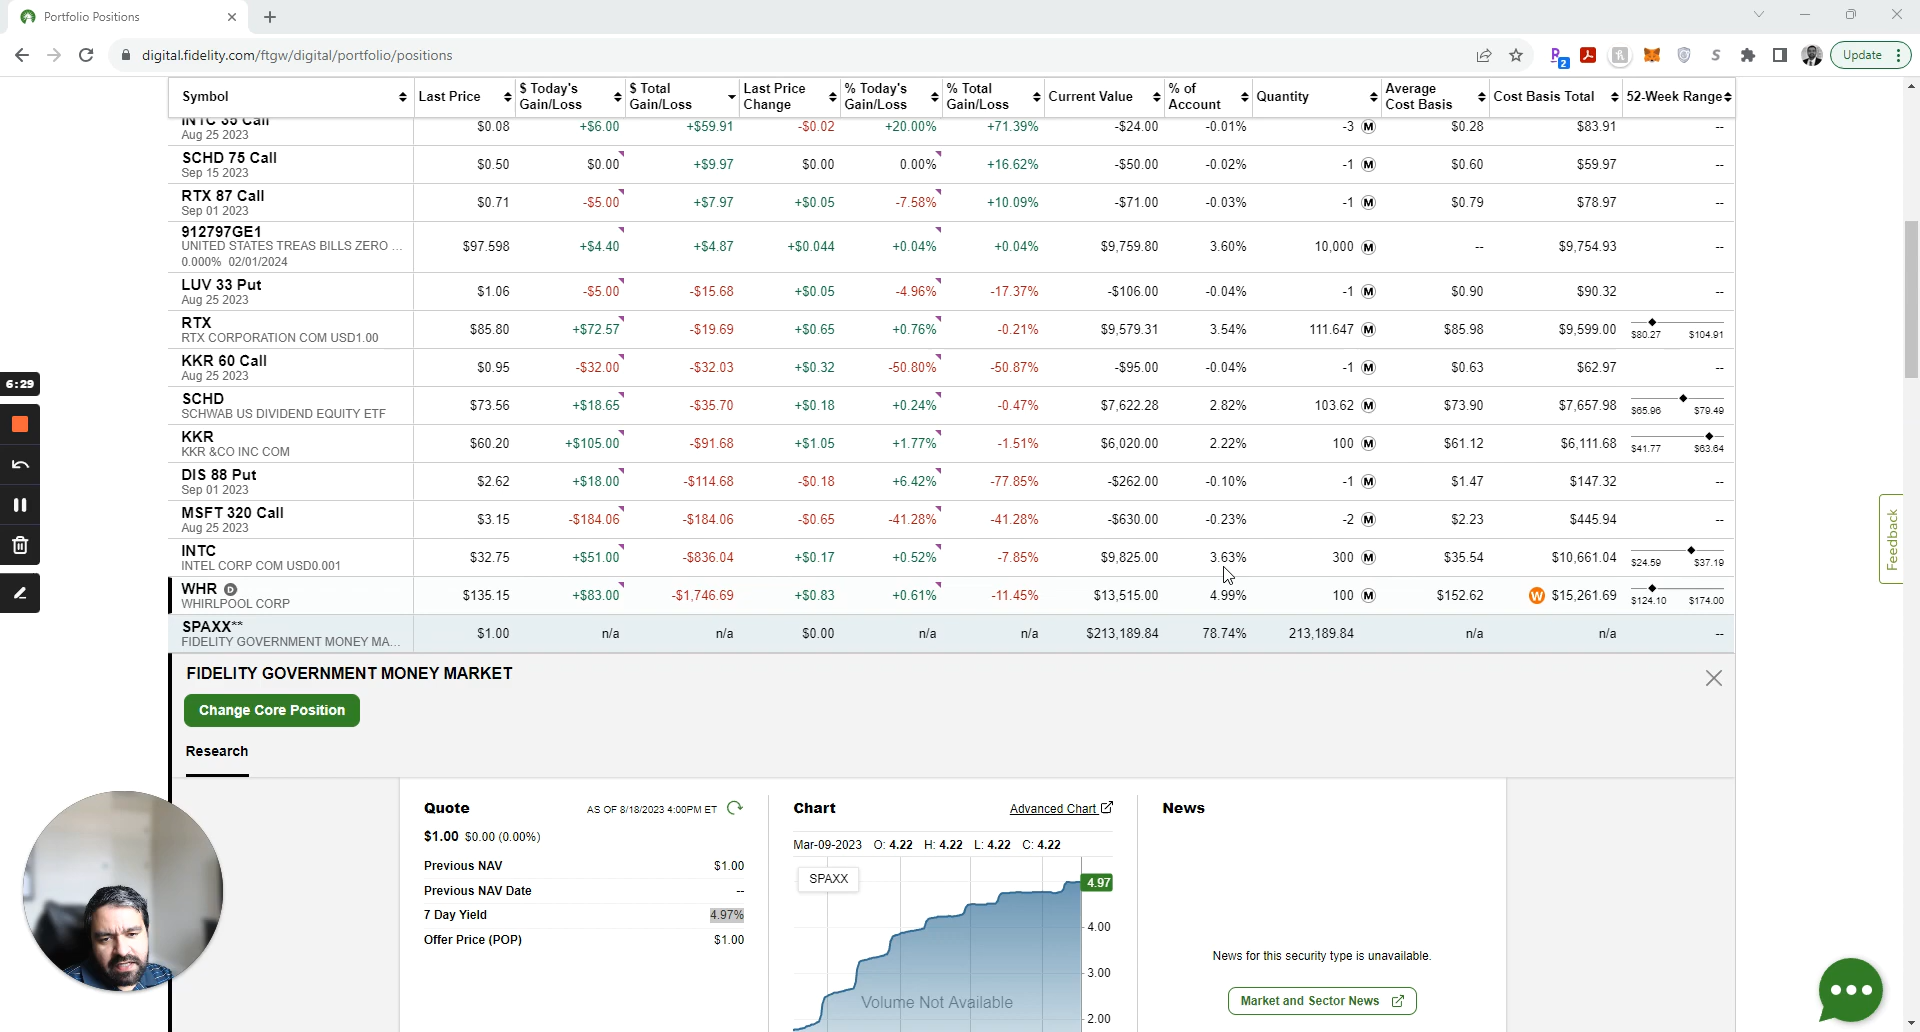 Portfolio Positions
digital.fidelity.com/ftgw/digital/portfolio/positions
2
Update
Symbol Last Price $ Today's Gain/Loss $ Total Gain/Loss Last Price Change % Today's Gain/Loss % Total Gain/Loss Current Value % of Account Quantity Average Cost Basis Cost Basis Total 52-Week Range
INTC 35 Call $0.08 +$6.00 +$59.91 -$0.02 +20.00% +71.39% -$24.00 -0.01% -3 M $0.28 $83.91 --
Aug 25 2023
SCHD 75 Call $0.50 $0.00 +$9.97 $0.00 0.00% +16.62% -$50.00 -0.02% -1 M $0.60 $59.97 --
Sep 15 2023
RTX 87 Call $0.71 -$5.00 +$7.97 +$0.05 -7.58% +10.09% -$71.00 -0.03% -1 M $0.79 $78.97 --
Sep 01 2023
912797GE1
UNITED STATES TREAS BILLS ZERO ... $97.598 +$4.40 +$4.87 +$0.044 +0.04% +0.04% $9,759.80 3.60% 10,000 M -- $9,754.93 --
0.000% 02/01/2024
LUV 33 Put $1.06 -$5.00 -$15.68 +$0.05 -4.96% -17.37% -$106.00 -0.04% -1 M $0.90 $90.32 --
Aug 25 2023
RTX $85.80 +$72.57 -$19.69 +$0.65 +0.76% -0.21% $9,579.31 3.54% 111.647 M $85.98 $9,599.00
RTX CORPORATION COM USD1.00 $80.27 $104.91
KKR 60 Call $0.95 -$32.00 -$32.03 +$0.32 -50.80% -50.87% -$95.00 -0.04% -1 M $0.63 $62.97 --
Aug 25 2023
6:29
SCHD $73.56 +$18.65 -$35.70 +$0.18 +0.24% -0.47% $7,622.28 2.82% 103.62 M $73.90 $7,657.98
SCHWAB US DIVIDEND EQUITY ETF $65.96 $79.49
KKR $60.20 +$105.00 -$91.68 +$1.05 +1.77% -1.51% $6,020.00 2.22% 100 M $61.12 $6,111.68
KKR &CO INC COM $41.77 $63.64
DIS 88 Put $2.62 +$18.00 -$114.68 -$0.18 +6.42% -77.85% -$262.00 -0.10% -1 M $1.47 $147.32 --
Sep 01 2023
MSFT 320 Call $3.15 -$184.06 -$184.06 -$0.65 -41.28% -41.28% -$630.00 -0.23% -2 M $2.23 $445.94 --
Aug 25 2023
Feedback
INTC $32.75 +$51.00 -$836.04 +$0.17 +0.52% -7.85% $9,825.00 3.63% 300 M $35.54 $10,661.04
INTEL CORP COM USD0.001 $24.59 $37.19
WHR D $135.15 +$83.00 -$1,746.69 +$0.83 +0.61% -11.45% $13,515.00 4.99% 100 M $152.62 W $15,261.69
WHIRLPOOL CORP $124.10 $174.00
SPAXX** $1.00 n/a n/a $0.00 n/a n/a $213,189.84 78.74% 213,189.84 n/a n/a --
FIDELITY GOVERNMENT MONEY MA...
FIDELITY GOVERNMENT MONEY MARKET
Change Core Position
Research
Quote AS OF 8/18/2023 4:00PM ET
$1.00 $0.00 (0.00%)
Previous NAV $1.00
Previous NAV Date --
7 Day Yield 4.97%
Offer Price (POP) $1.00
Chart Advanced Chart
Mar-09-2023 O: 4.22 H: 4.22 L: 4.22 C: 4.22
SPAXX
4.97
4.00
3.00
Volume Not Available
2.00
News
News for this security type is unavailable.
Market and Sector News